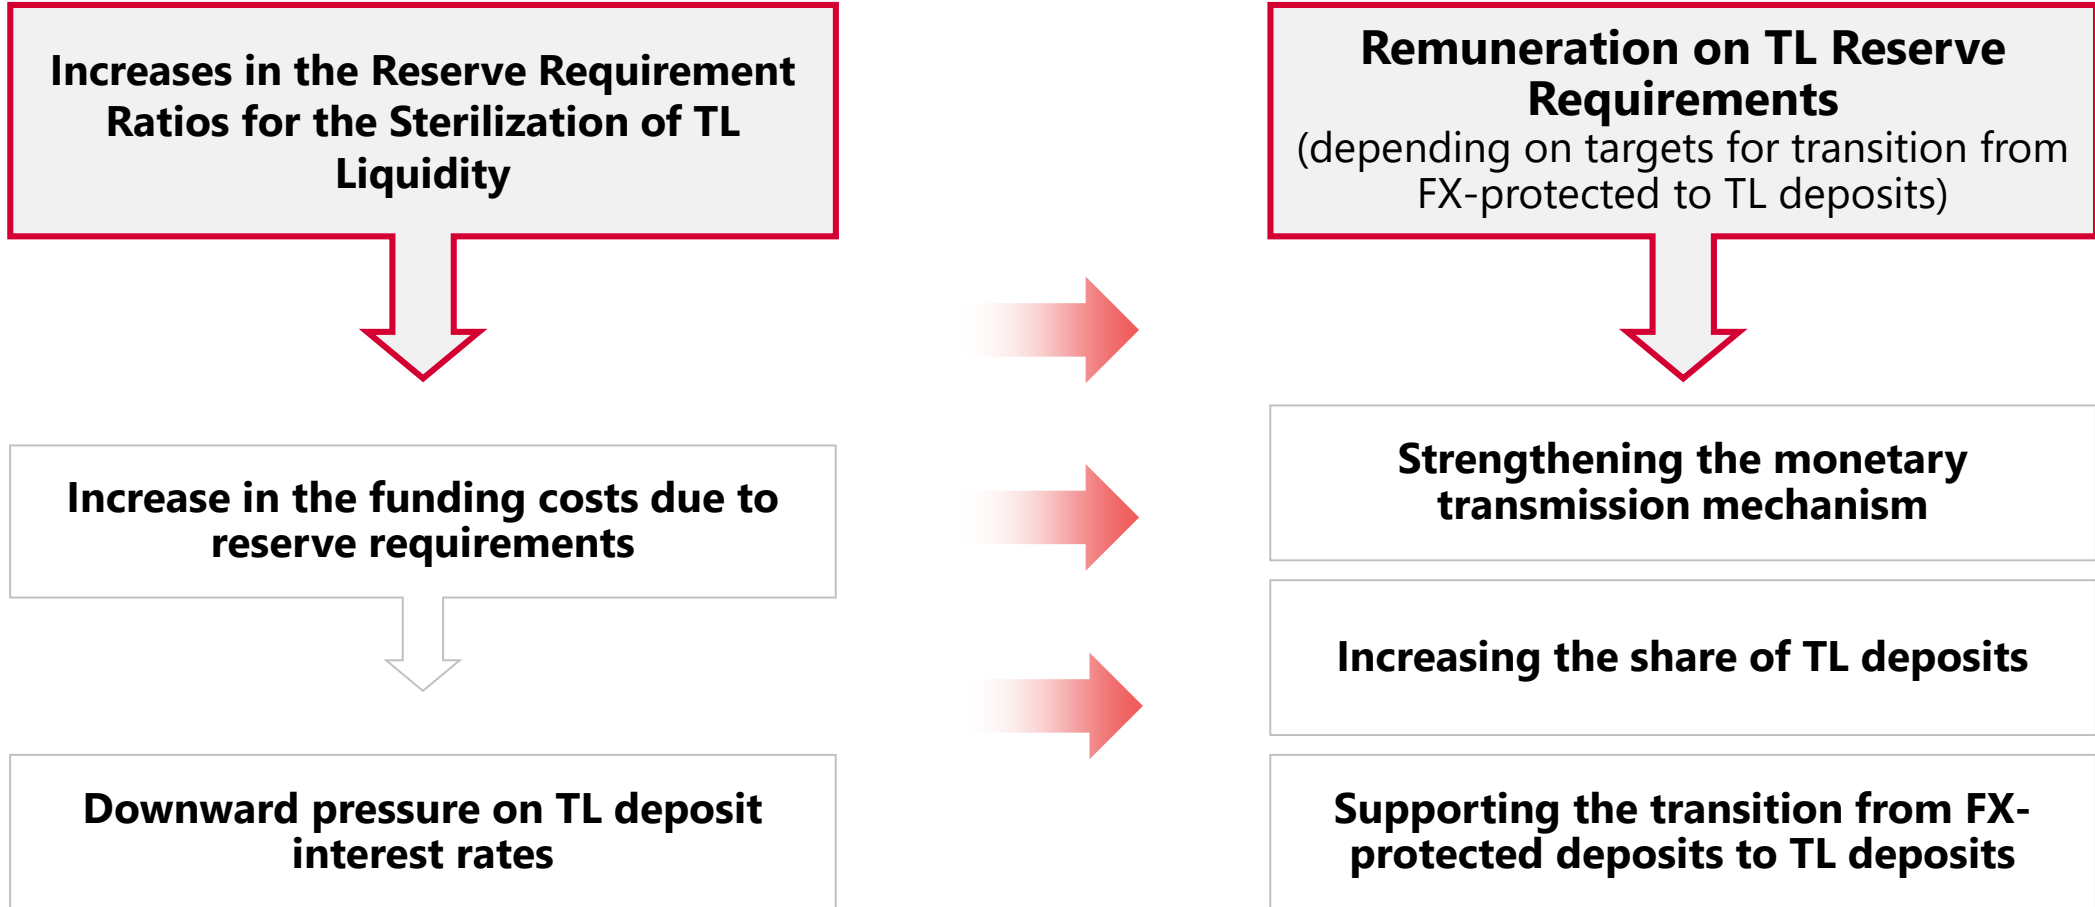 Increases in the Reserve Requirement
Ratios for the Sterilization of TL
Liquidity
Increase in the funding costs due to
reserve requirements
Downward pressure on TL deposit
interest rates
Remuneration on TL Reserve
Requirements
(depending on targets for transition from
FX-protected to TL deposits)
Strengthening the monetary
transmission mechanism
Increasing the share of TL deposits
Supporting the transition from FX-
protected deposits to TL deposits